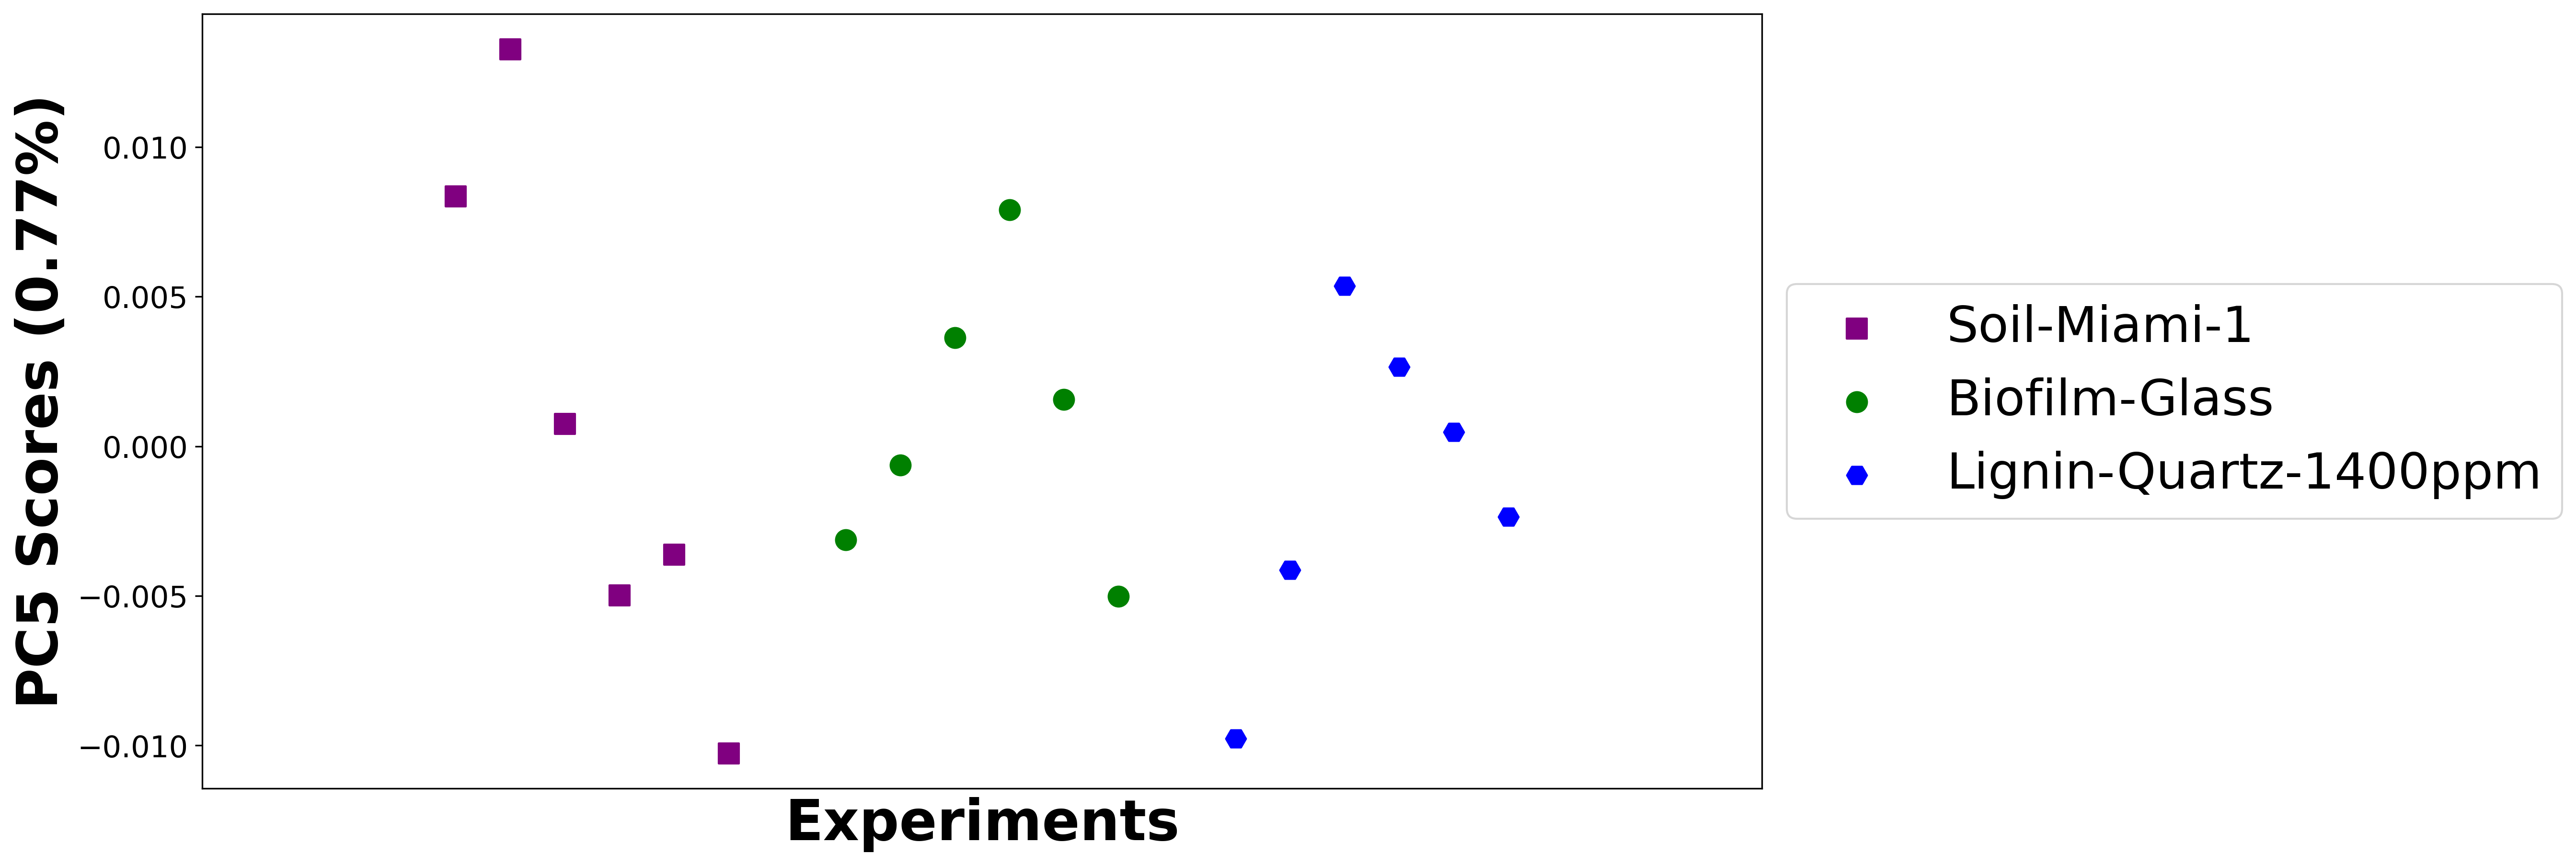 PC5 Scores (0.77%)
0.010
0.005
0.000
−0.005
−0.010
Experiments
Soil-Miami-1
Biofilm-Glass
Lignin-Quartz-1400ppm